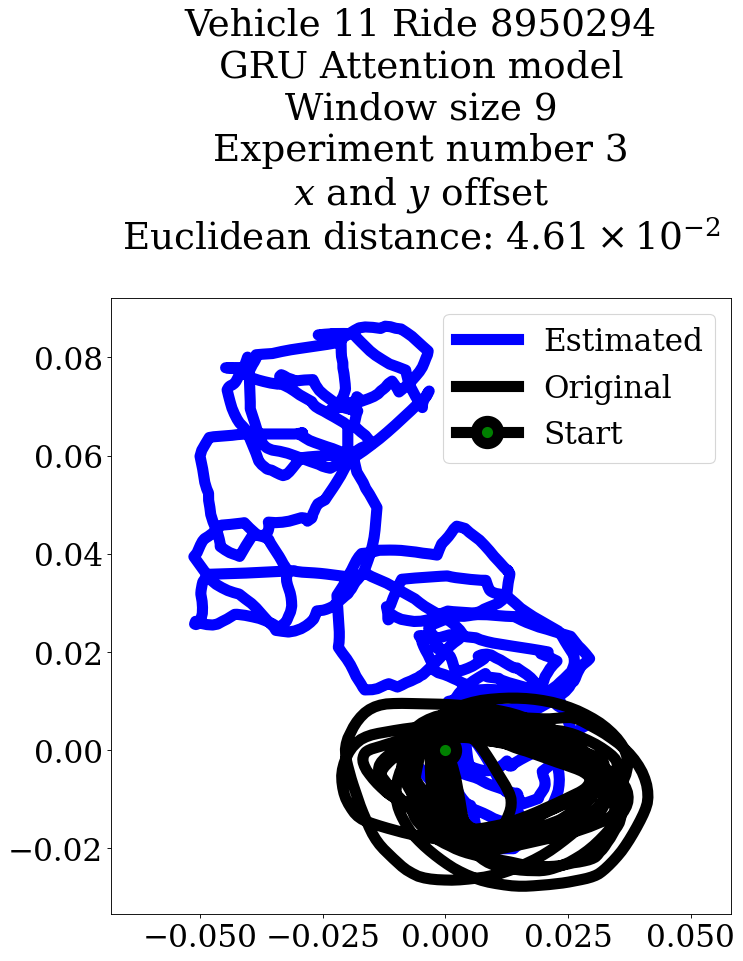 Vehicle 11 Ride 8950294
GRU Attention model
Window size 9
Experiment number 3
x and y offset
Euclidean distance: 4.61 × 10⁻²
Estimated
Original
Start
0.08
0.06
0.04
0.02
0.00
−0.02
−0.050 −0.025 0.000 0.025 0.050